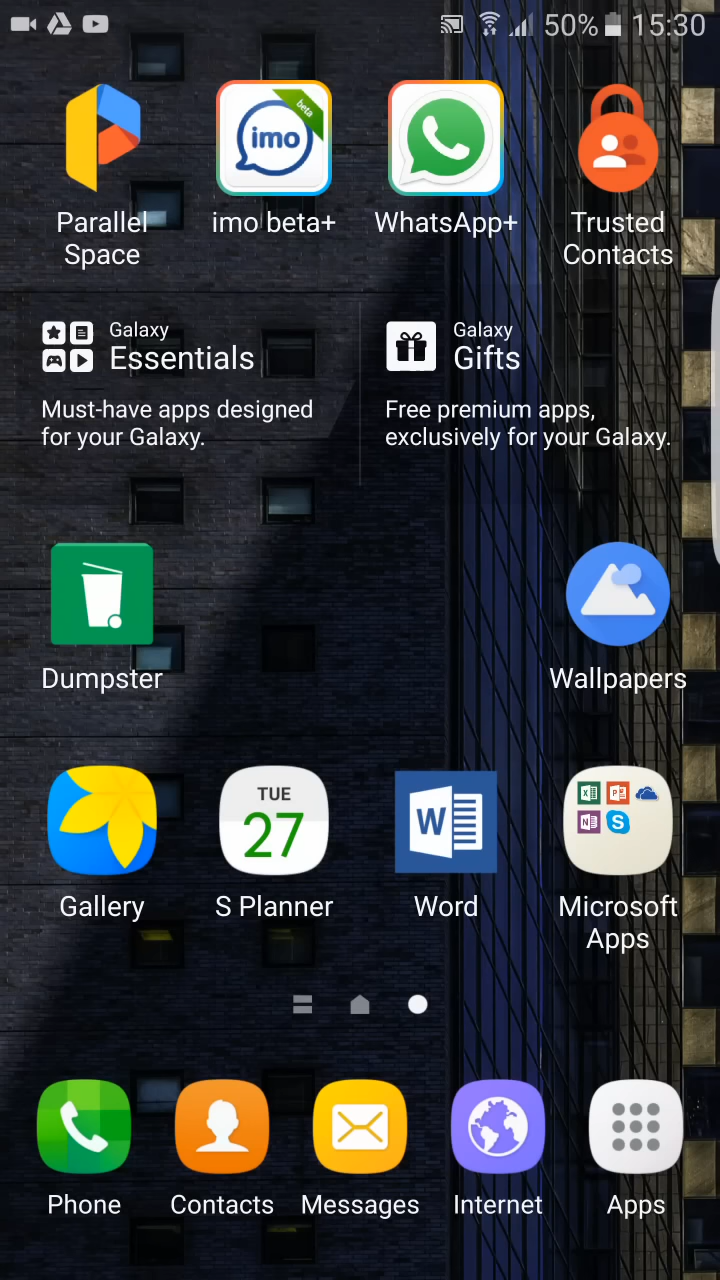 50% 15:30
Parallel
Space
imo beta+
WhatsApp+
Trusted
Contacts
imo
beta
Galaxy
Essentials
Must-have apps designed
for your Galaxy.
Galaxy
Gifts
Free premium apps,
exclusively for your Galaxy.
Dumpster
Wallpapers
TUE
27
W
X
P
N
S
Gallery
S Planner
Word
Microsoft
Apps
Phone
Contacts
Messages
Internet
Apps